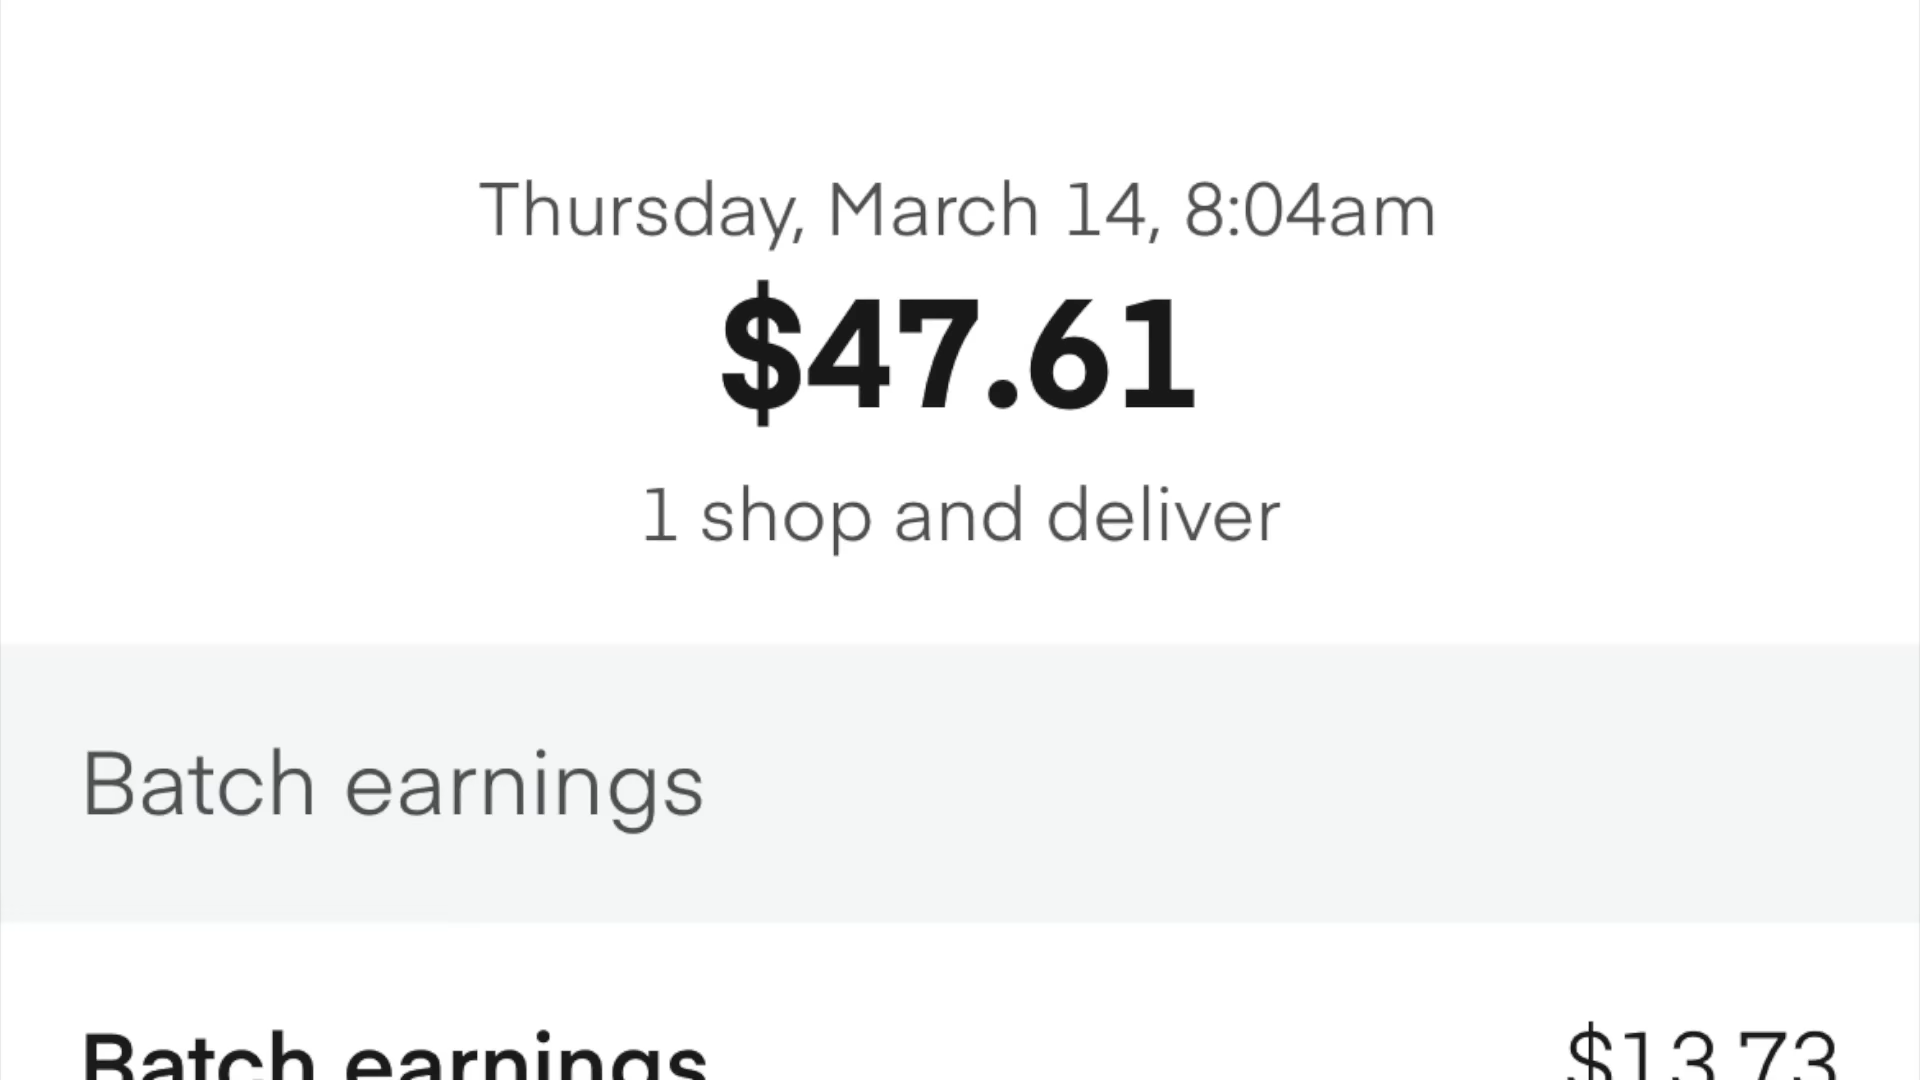 Thursday, March 14, 8:04am
$47.61
1 shop and deliver
Batch earnings
Batch earnings $13.73